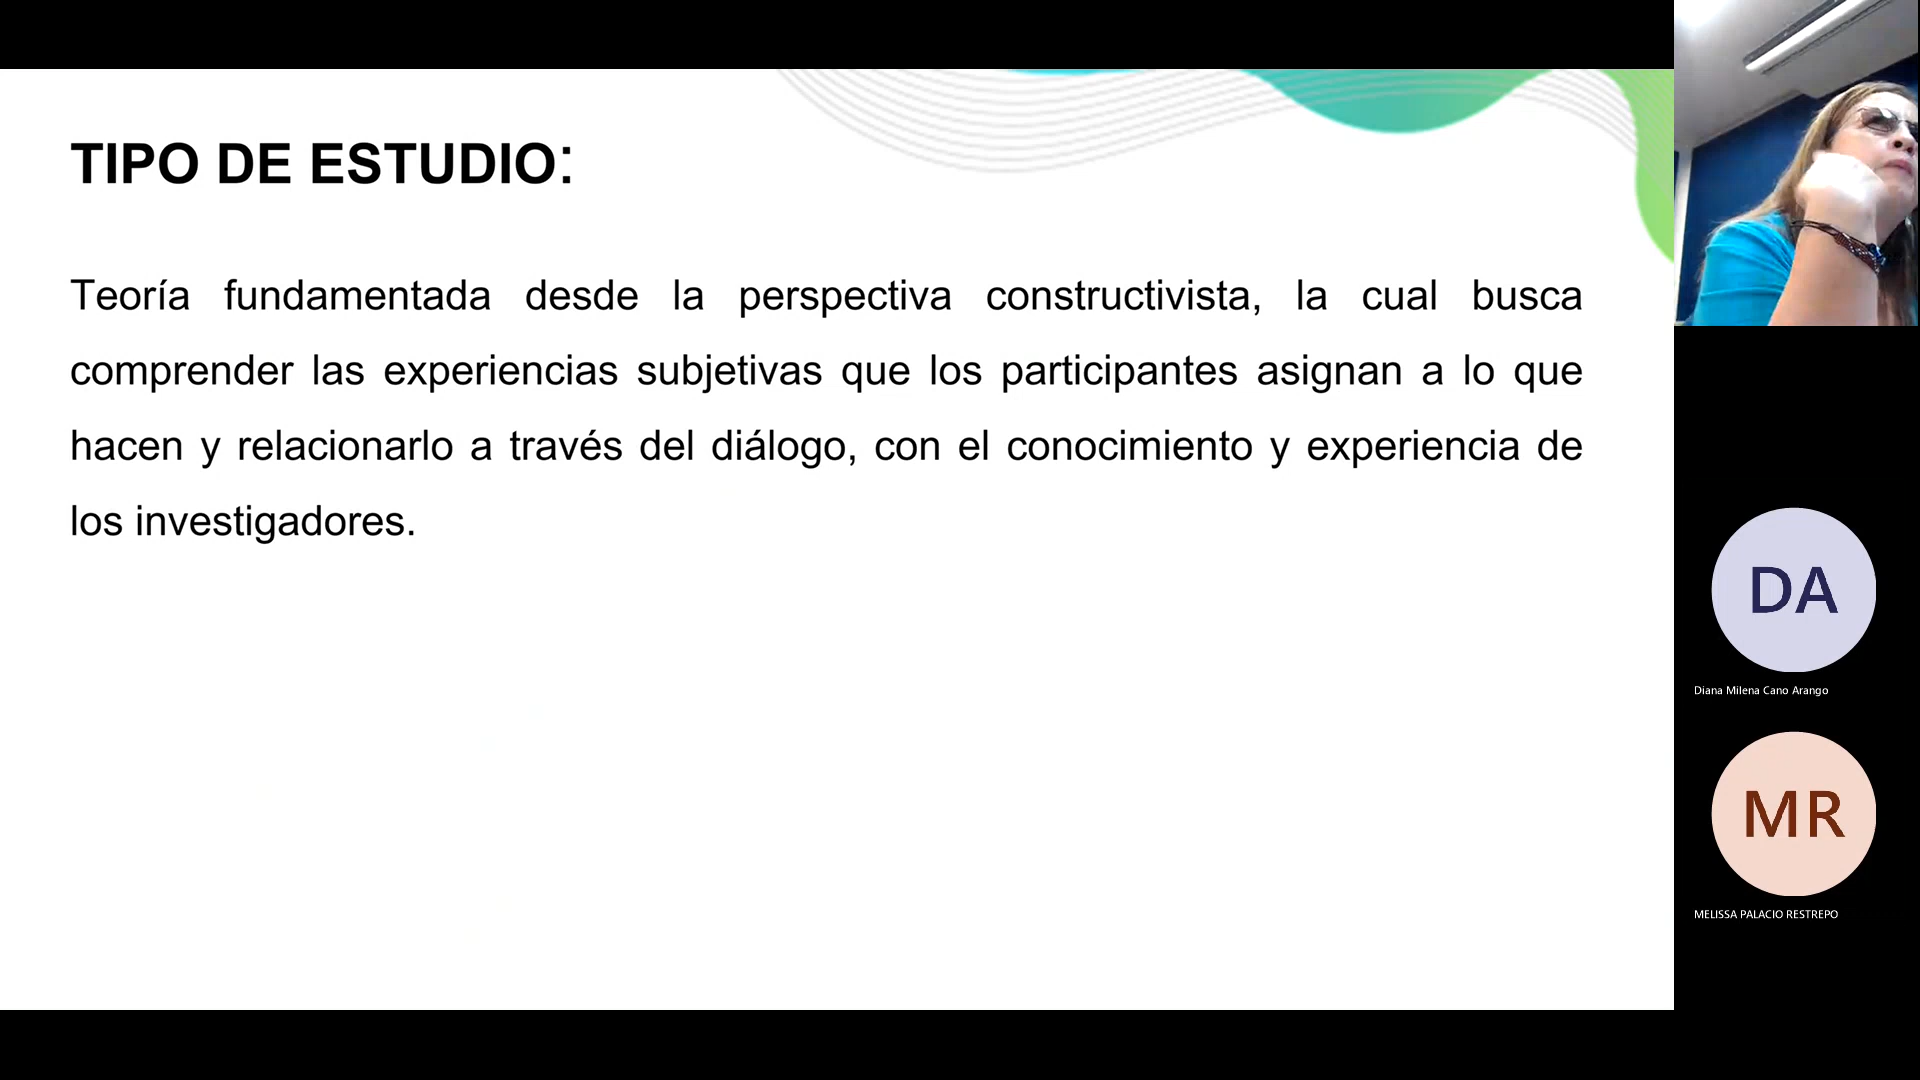 TIPO DE ESTUDIO:
Teoría fundamentada desde la perspectiva constructivista, la cual busca
comprender las experiencias subjetivas que los participantes asignan a lo que
hacen y relacionarlo a través del diálogo, con el conocimiento y experiencia de
los investigadores.
DA
Diana Milena Cano Arango
MR
MELISSA PALACIO RESTREPO